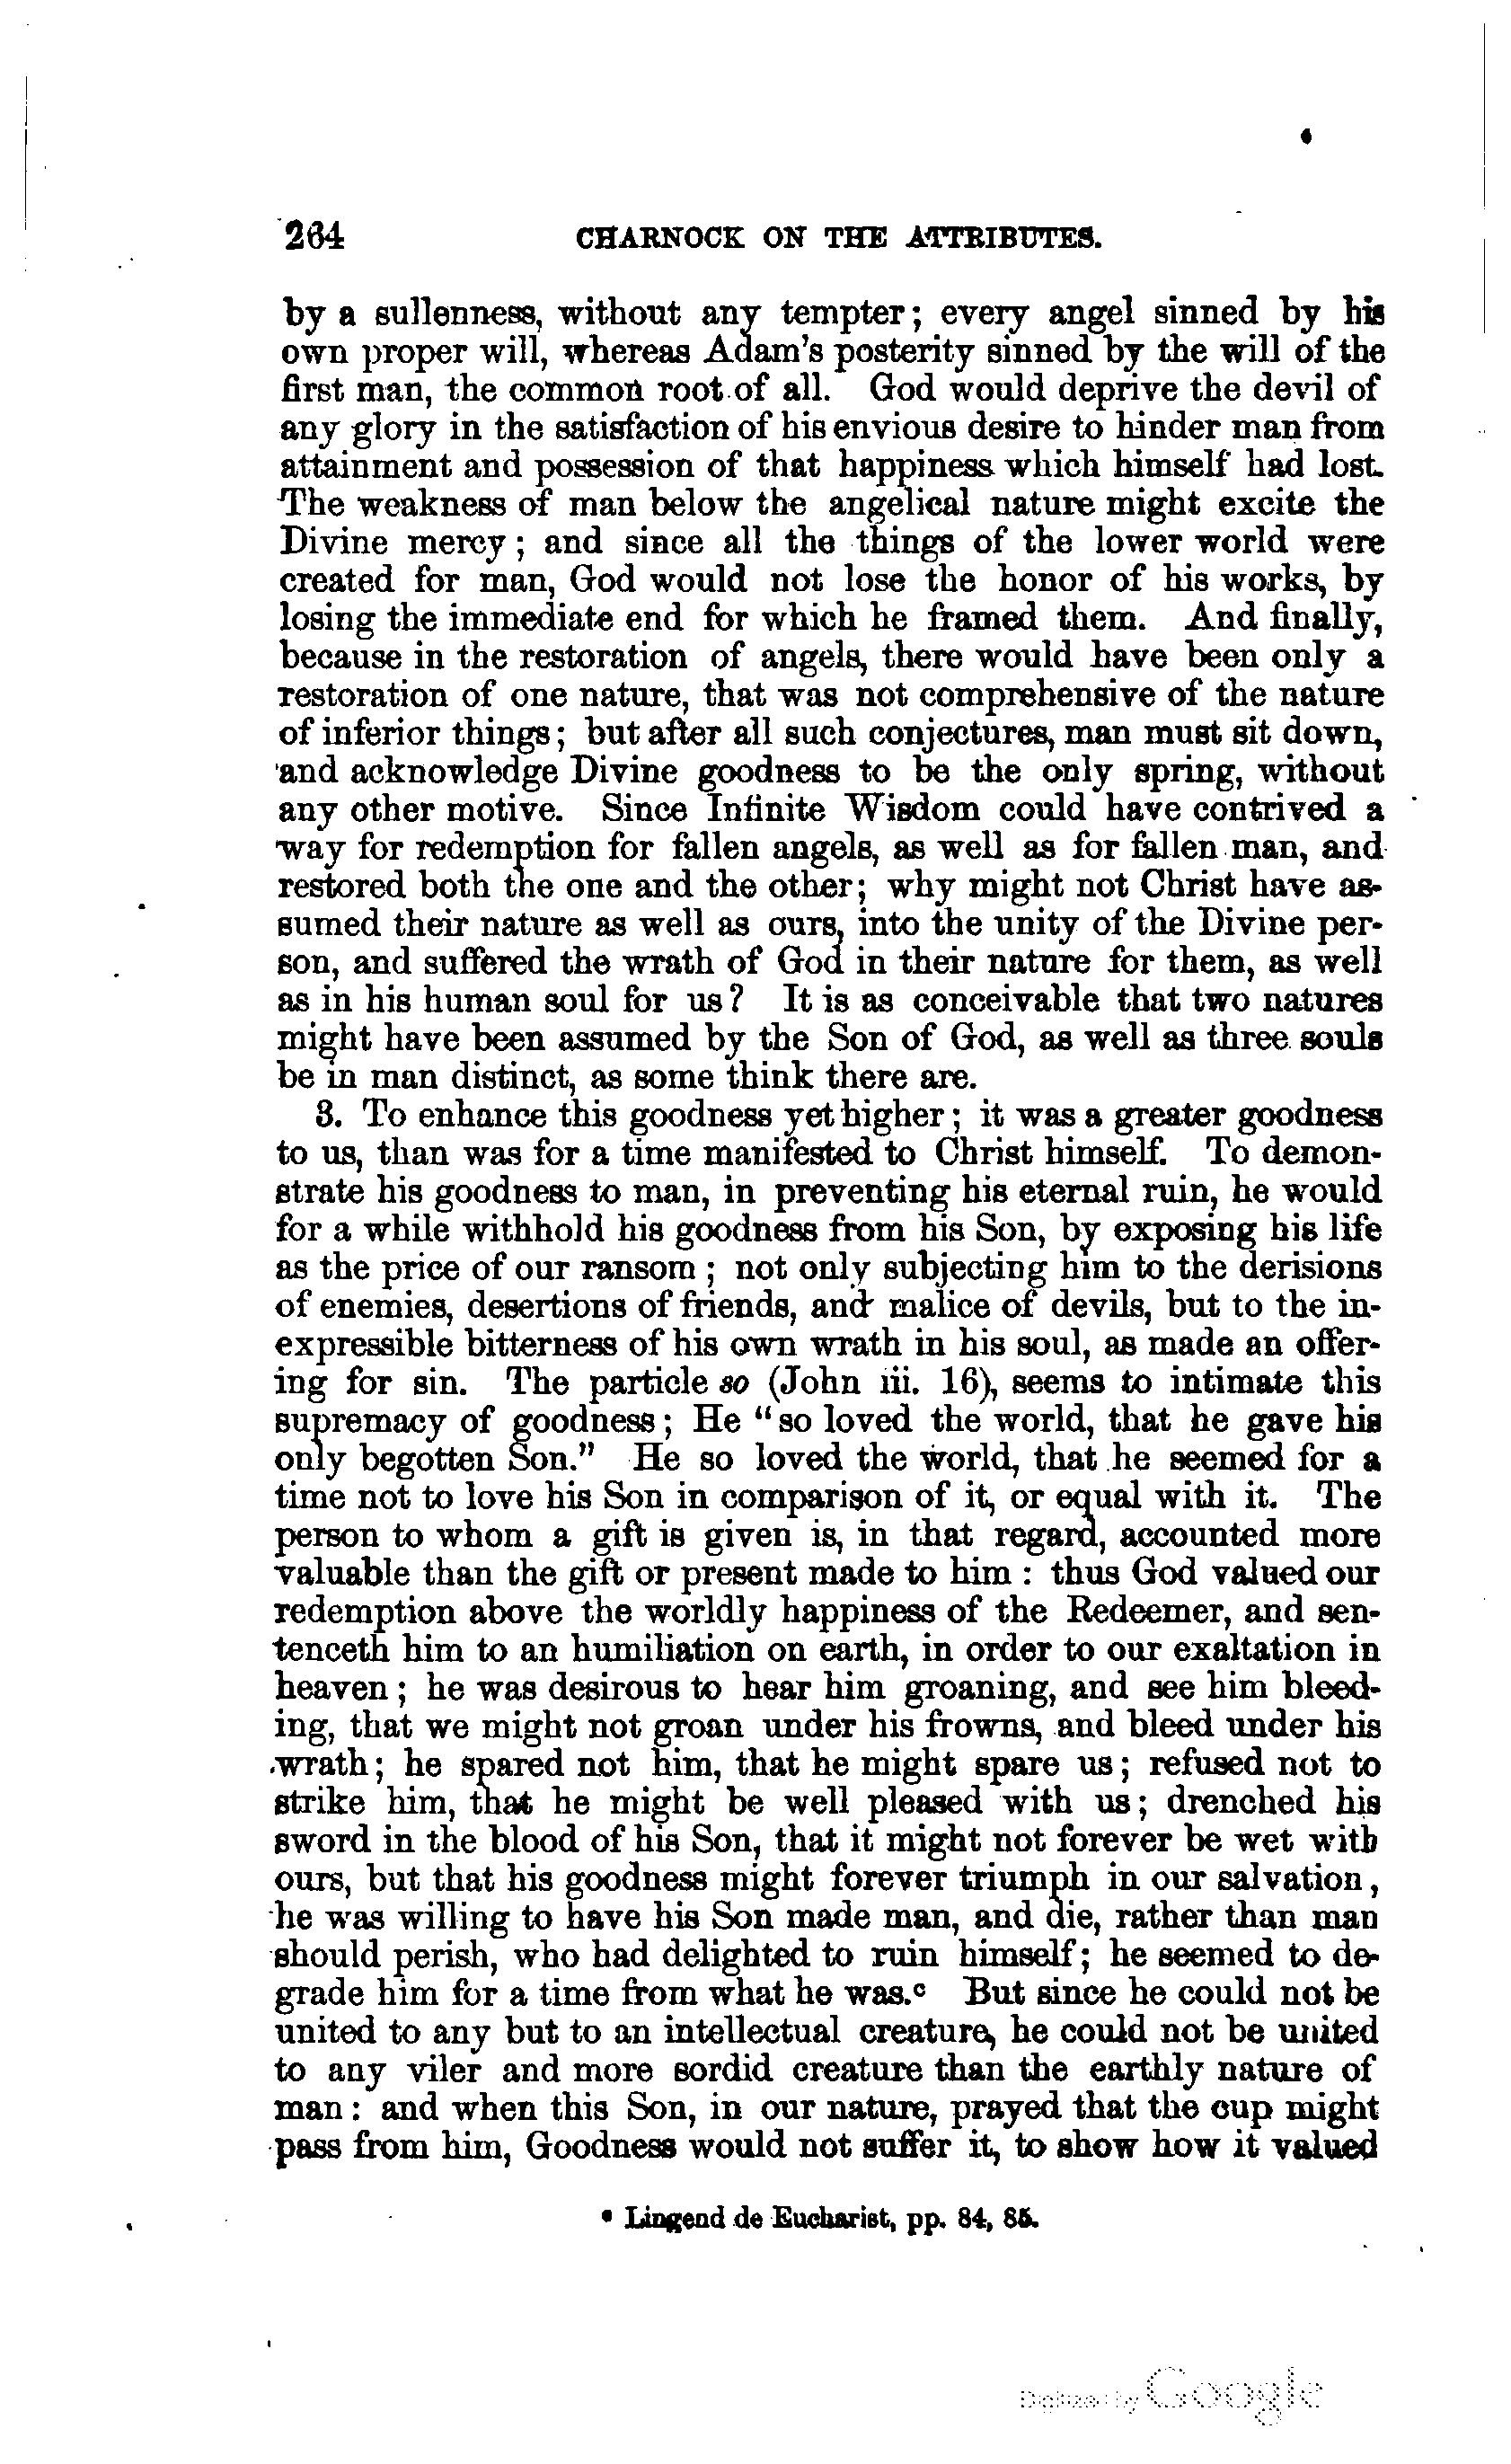 264 CHARNOCK ON THE ATTRIBUTES.
by a sullenness, without any tempter; every angel sinned by his
own proper will, whereas Adam's posterity sinned by the will of the
first man, the common root of all. God would deprive the devil of
any glory in the satisfaction of his envious desire to hinder man from
attainment and possession of that happiness which himself had lost.
The weakness of man below the angelical nature might excite the
Divine mercy; and since all the things of the lower world were
created for man, God would not lose the honor of his works, by
losing the immediate end for which he framed them. And finally,
because in the restoration of angels, there would have been only a
restoration of one nature, that was not comprehensive of the nature
of inferior things; but after all such conjectures, man must sit down,
and acknowledge Divine goodness to be the only spring, without
any other motive. Since Infinite Wisdom could have contrived a
way for redemption for fallen angels, as well as for fallen man, and
restored both the one and the other; why might not Christ have as-
sumed their nature as well as ours, into the unity of the Divine per-
son, and suffered the wrath of God in their nature for them, as well
as in his human soul for us? It is as conceivable that two natures
might have been assumed by the Son of God, as well as three souls
be in man distinct, as some think there are.
3. To enhance this goodness yet higher; it was a greater goodness
to us, than was for a time manifested to Christ himself. To demon-
strate his goodness to man, in preventing his eternal ruin, he would
for a while withhold his goodness from his Son, by exposing his life
as the price of our ransom; not only subjecting him to the derisions
of enemies, desertions of friends, and malice of devils, but to the in-
expressible bitterness of his own wrath in his soul, as made an offer-
ing for sin. The particle so (John iii. 16), seems to intimate this
supremacy of goodness; He "so loved the world, that he gave his
only begotten Son." He so loved the world, that he seemed for a
time not to love his Son in comparison of it, or equal with it. The
person to whom a gift is given is, in that regard, accounted more
valuable than the gift or present made to him: thus God valued our
redemption above the worldly happiness of the Redeemer, and sen-
tenceth him to an humiliation on earth, in order to our exaltation in
heaven; he was desirous to hear him groaning, and see him bleed-
ing, that we might not groan under his frowns, and bleed under his
wrath; he spared not him, that he might spare us; refused not to
strike him, that he might be well pleased with us; drenched his
sword in the blood of his Son, that it might not forever be wet with
ours, but that his goodness might forever triumph in our salvation,
he was willing to have his Son made man, and die, rather than man
should perish, who had delighted to ruin himself; he seemed to de-
grade him for a time from what he was.c But since he could not be
united to any but to an intellectual creature, he could not be united
to any viler and more sordid creature than the earthly nature of
man: and when this Son, in our nature, prayed that the cup might
pass from him, Goodness would not suffer it, to show how it valued
c Lingend de Eucharist, pp. 84, 85.
Digitized by Google